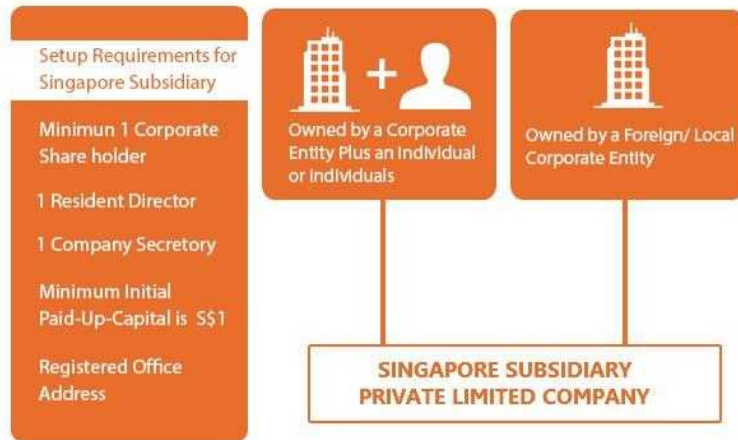 Setup Requirements for
Singapore Subsidiary
Minimun 1 Corporate
Share holder
1 Resident Director
1 Company Secretory
Minimum Initial
Paid-Up-Capital is S$1
Registered Office
Address
Owned by a Corporate
Entity Plus an Individual
or Individuals
Owned by a Foreign/ Local
Corporate Entity
SINGAPORE SUBSIDIARY
PRIVATE LIMITED COMPANY